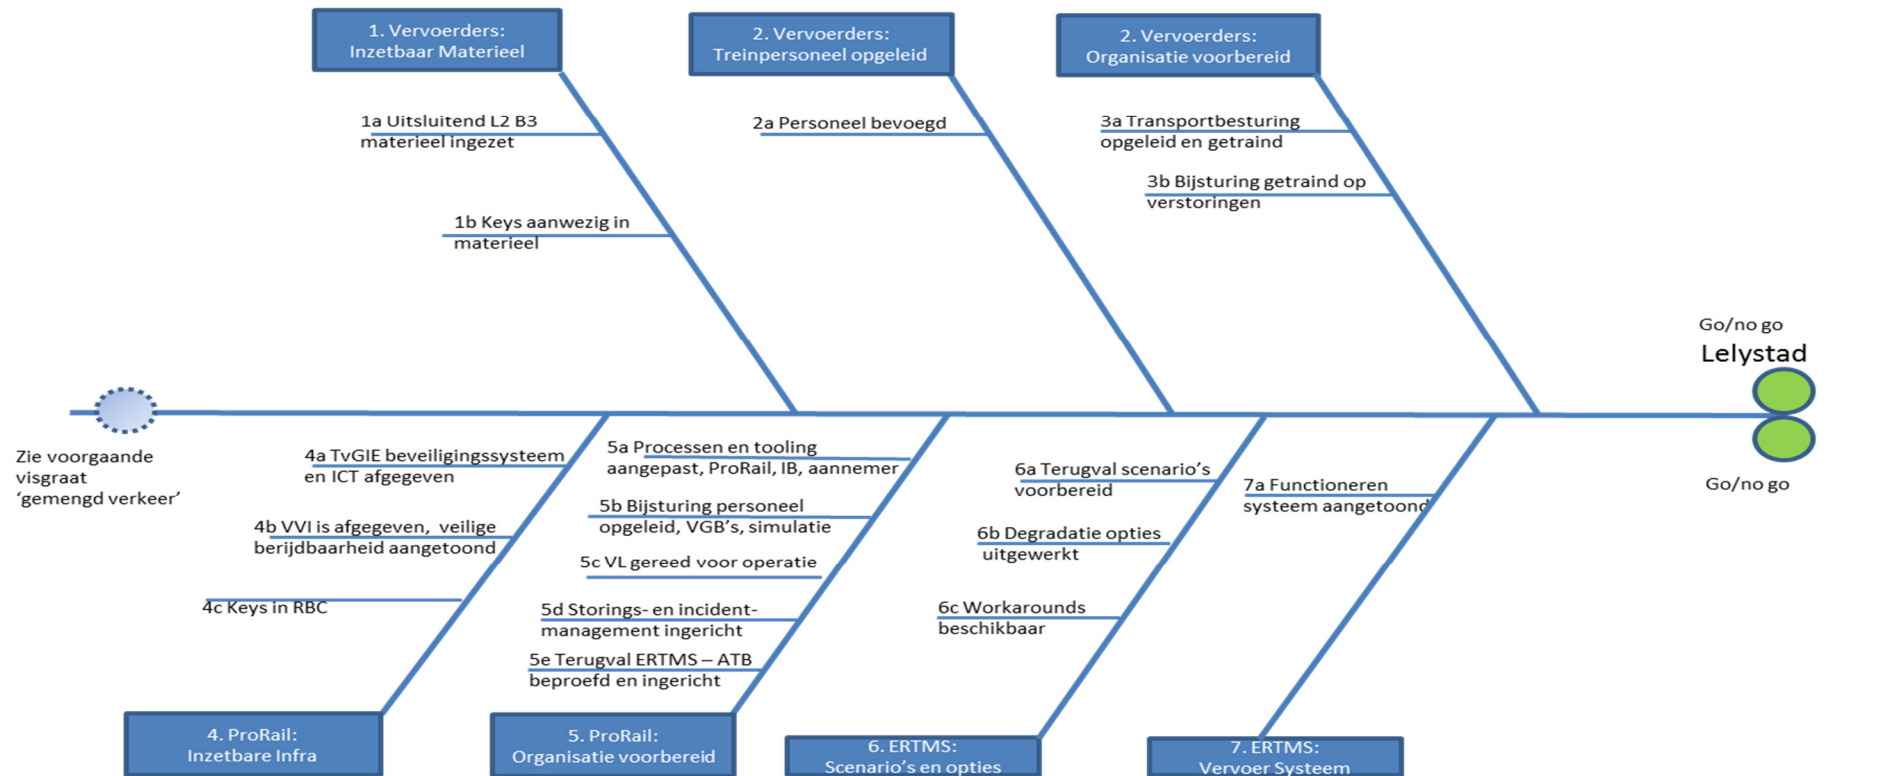 1. Vervoerders:
Inzetbaar Materieel
2. Vervoerders:
Treinpersoneel opgeleid
2. Vervoerders:
Organisatie voorbereid
1a Uitsluitend L2 B3
materieel ingezet
1b Keys aanwezig in
materieel
2a Personeel bevoegd
3a Transportbesturing
opgeleid en getraind
3b Bijsturing getraind op
verstoringen
Go/no go
Lelystad
Go/no go
Zie voorgaande
visgraat
‘gemengd verkeer’
4a TvGIE beveiligingssysteem
en ICT afgegeven
4b VVI is afgegeven, veilige
berijdbaarheid aangetoond
4c Keys in RBC
5a Processen en tooling
aangepast, ProRail, IB, aannemer
5b Bijsturing personeel
opgeleid, VGB’s, simulatie
5c VL gereed voor operatie
5d Storings- en incident-
management ingericht
5e Terugval ERTMS – ATB
beproefd en ingericht
6a Terugval scenario’s
voorbereid
6b Degradatie opties
uitgewerkt
6c Workarounds
beschikbaar
7a Functioneren
systeem aangetoond
4. ProRail:
Inzetbare Infra
5. ProRail:
Organisatie voorbereid
6. ERTMS:
Scenario’s en opties
7. ERTMS:
Vervoer Systeem